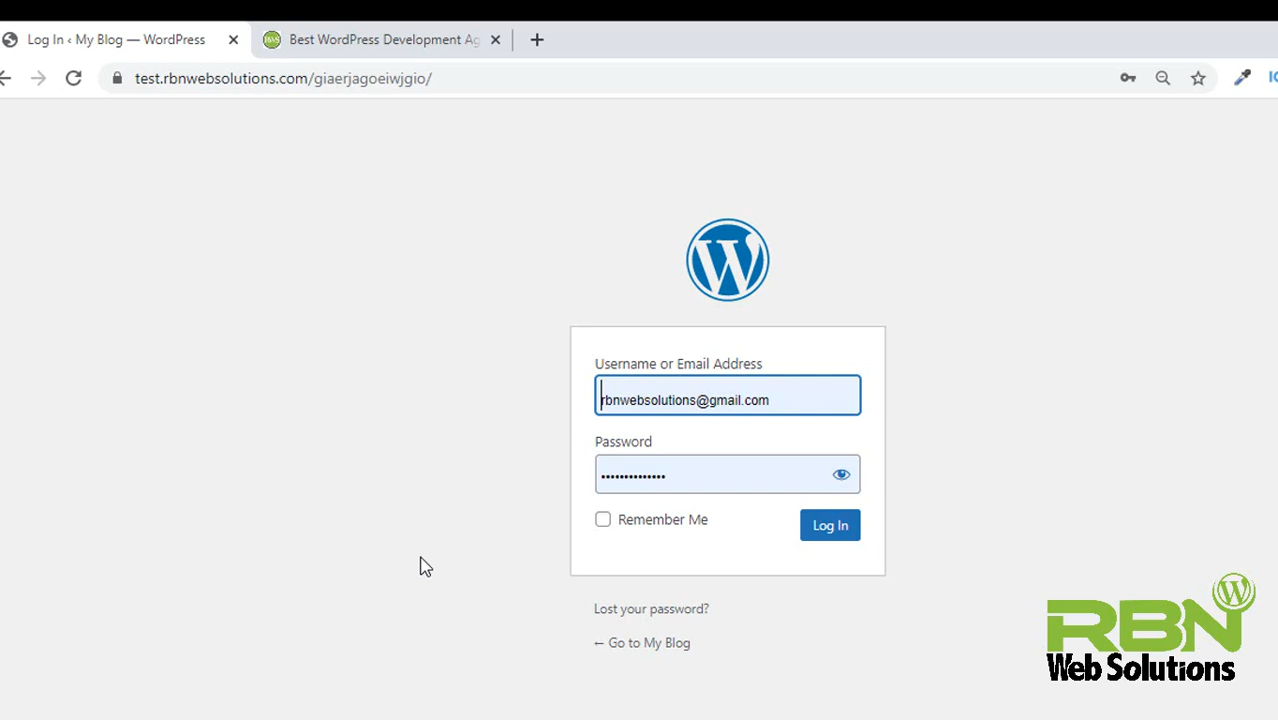 Log In ‹ My Blog — WordPress
Best WordPress Development Ag
test.rbnwebsolutions.com/giaerjagoeiwjgio/
Username or Email Address
rbnwebsolutions@gmail.com
Password
••••••••••••••
Remember Me
Log In
Lost your password?
← Go to My Blog
RBN
Web Solutions